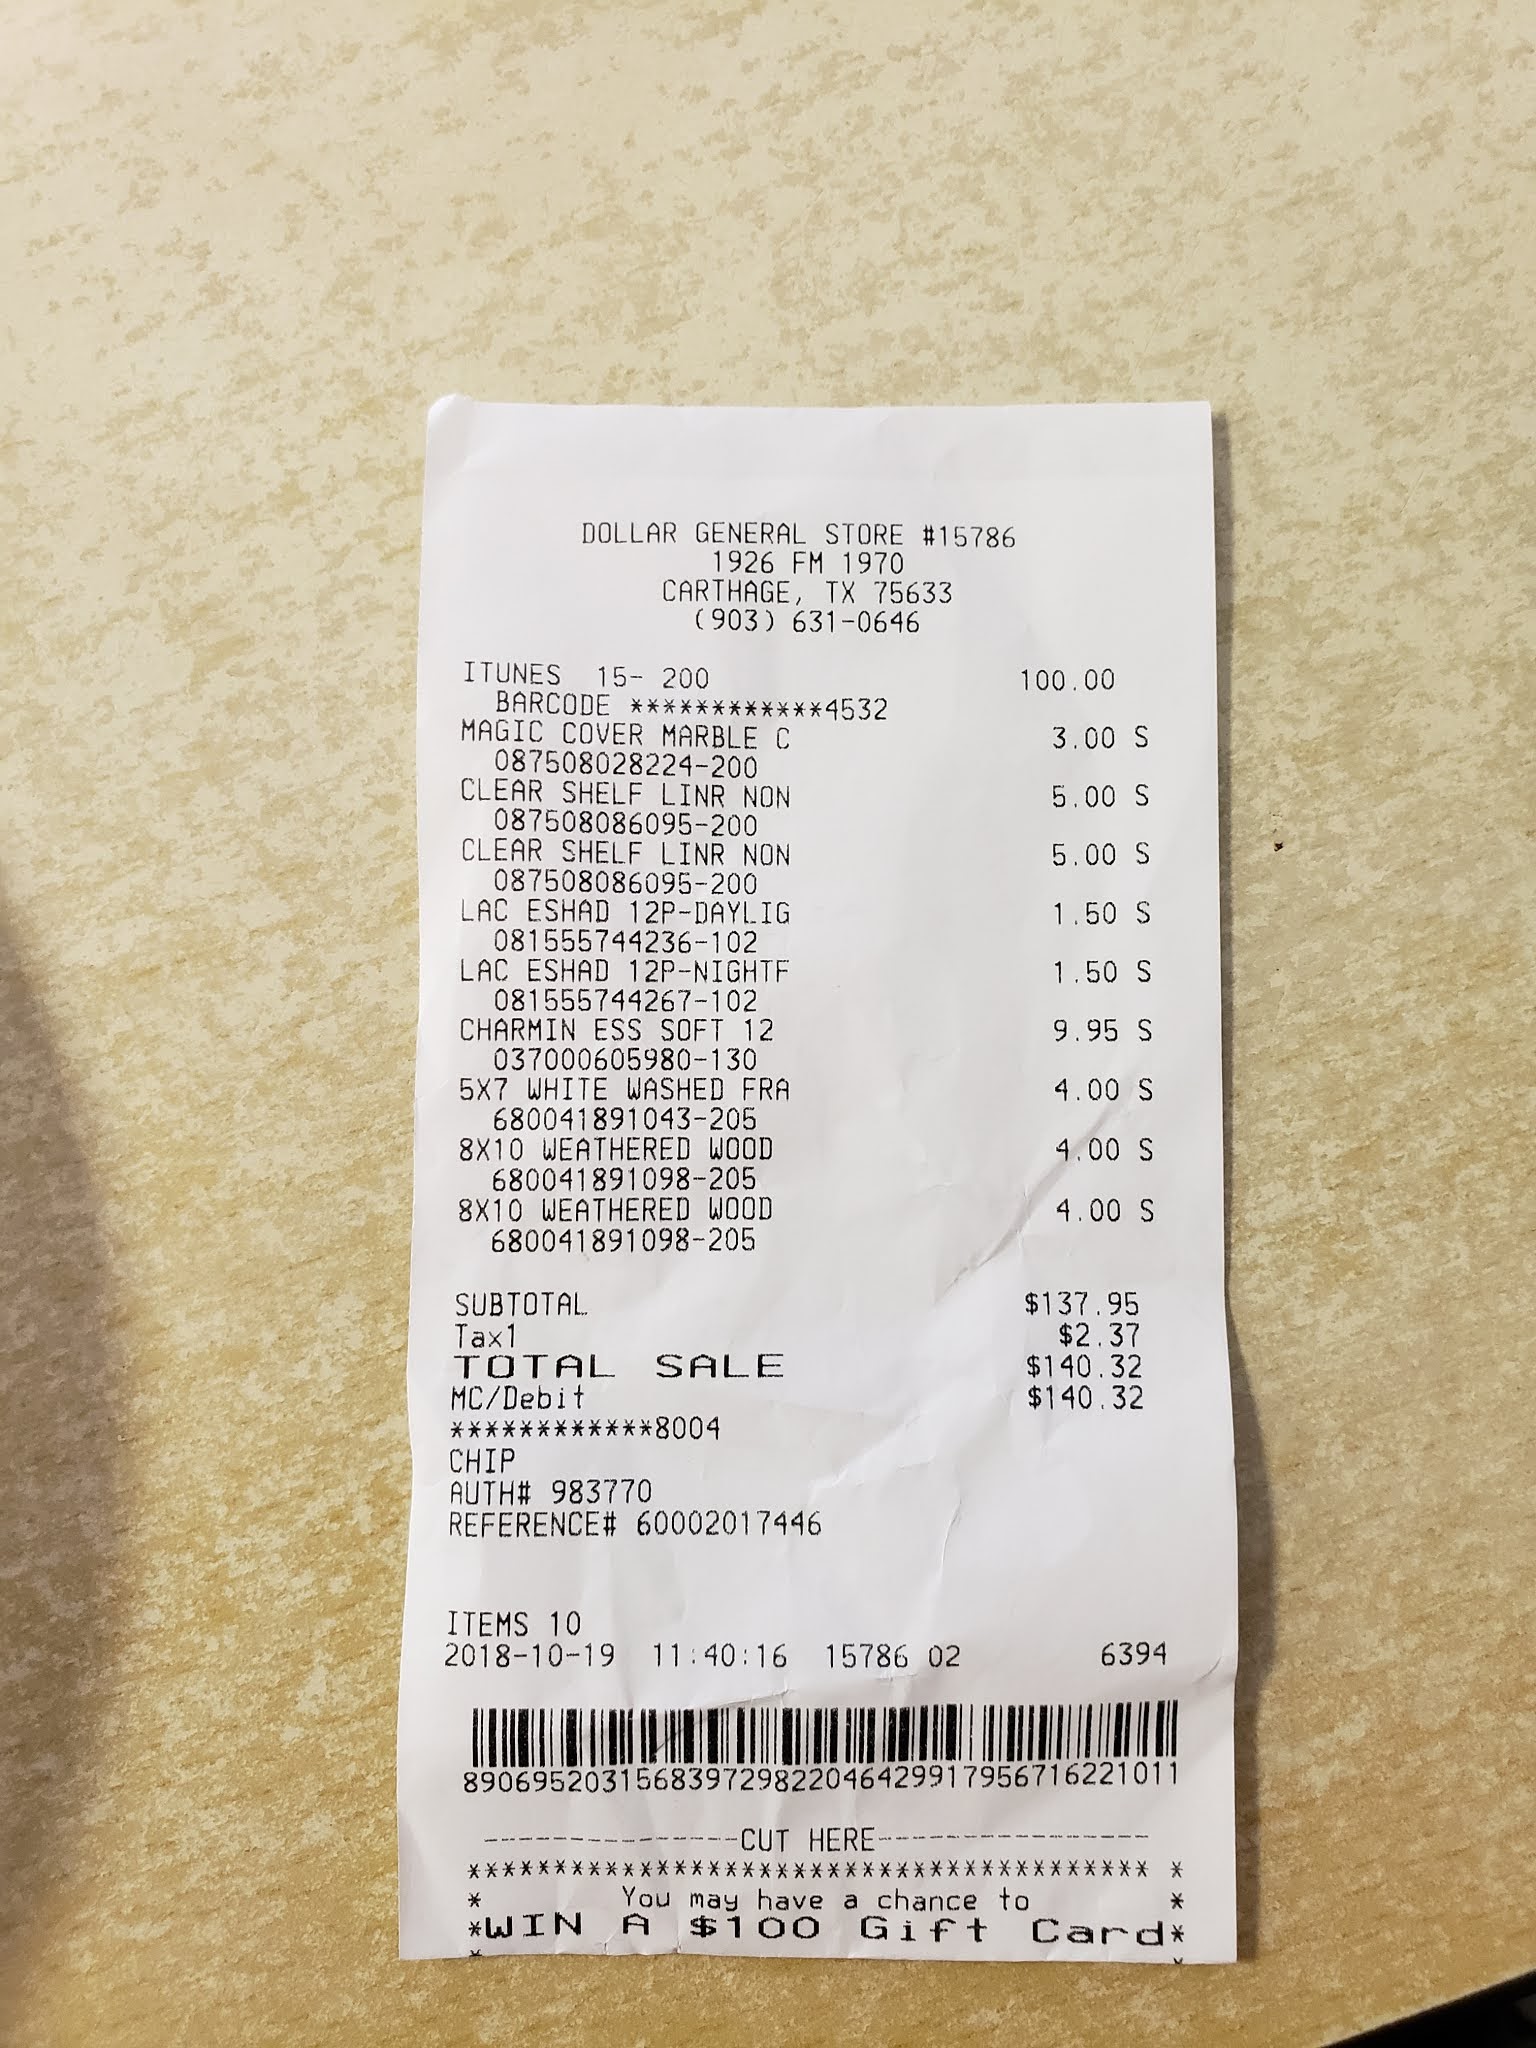 DOLLAR GENERAL STORE #15786
1926 FM 1970
CARTHAGE, TX 75633
(903) 631-0646
ITUNES 15- 200 100.00
BARCODE ************4532
MAGIC COVER MARBLE C 3.00 S
087508028224-200
CLEAR SHELF LINR NON 5.00 S
087508086095-200
CLEAR SHELF LINR NON 5.00 S
087508086095-200
LAC ESHAD 12P-DAYLIG 1.50 S
081555744236-102
LAC ESHAD 12P-NIGHTF 1.50 S
081555744267-102
CHARMIN ESS SOFT 12 9.95 S
037000605980-130
5X7 WHITE WASHED FRA 4.00 S
680041891043-205
8X10 WEATHERED WOOD 4.00 S
680041891098-205
8X10 WEATHERED WOOD 4.00 S
680041891098-205
SUBTOTAL $137.95
Tax1 $2.37
TOTAL SALE $140.32
MC/Debit $140.32
************8004
CHIP
AUTH# 983770
REFERENCE# 60002017446
ITEMS 10
2018-10-19 11:40:16 15786 02 6394
890695203156839729822046429917956716221011
---------------CUT HERE----------------
****************************************** *
* You may have a chance to *
*WIN A $100 Gift Card*